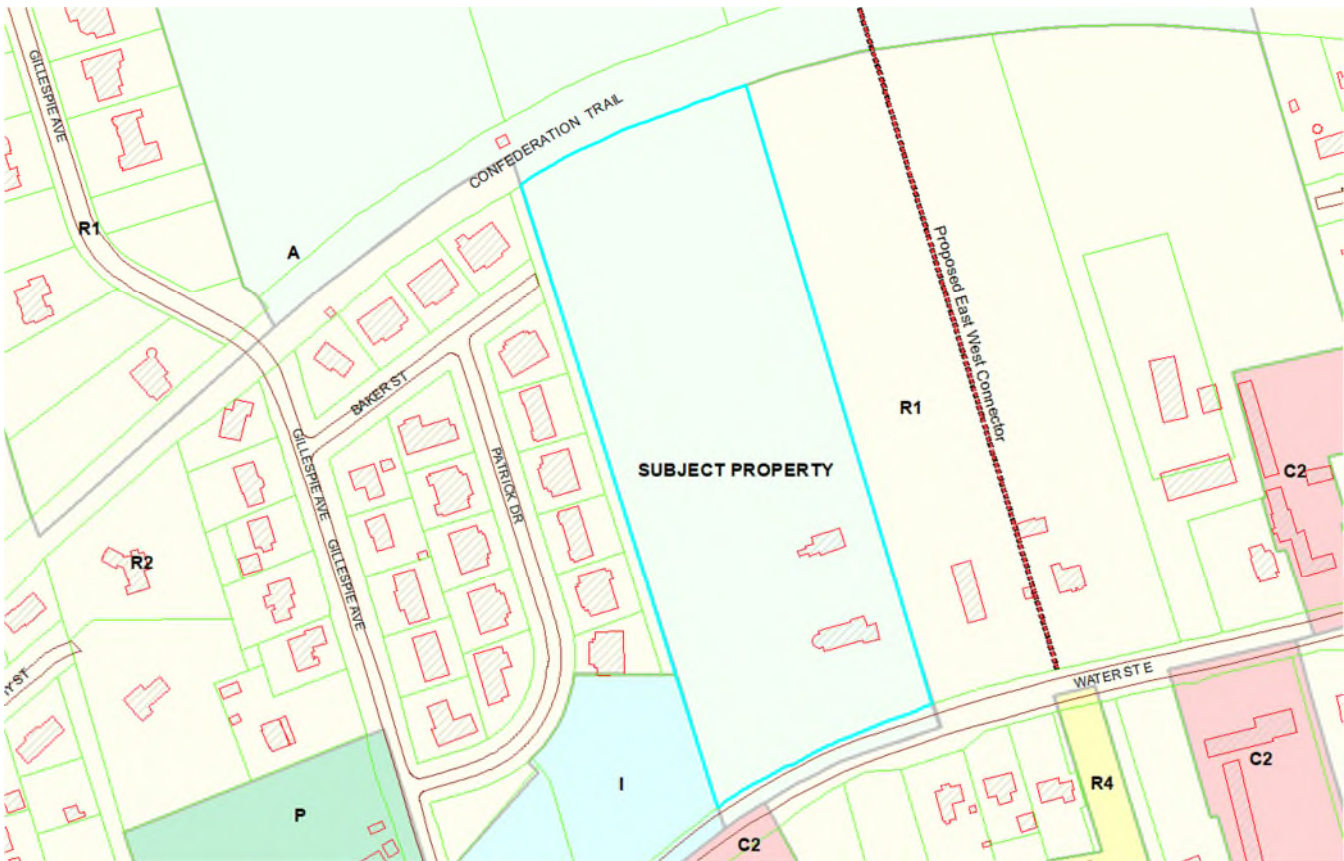 GILLESPIE AVE
CONFEDERATION TRAIL
R1
A
Proposed East West Connector
BAKER ST
R1
GILLESPIE AVE
PATRICK DR
SUBJECT PROPERTY
C2
GILLESPIE AVE
R2
WATER ST E
C2
R4
I
P
C2